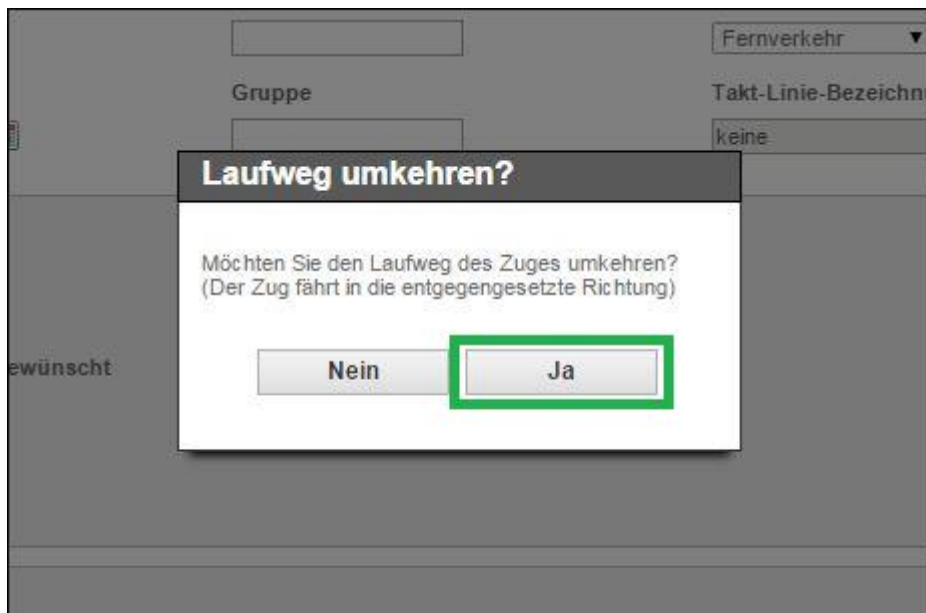 Fernverkehr
Gruppe
Takt-Linie-Bezeichn
keine
Laufweg umkehren?
Möchten Sie den Laufweg des Zuges umkehren?
(Der Zug fährt in die entgegengesetzte Richtung)
ewünscht
Nein
Ja